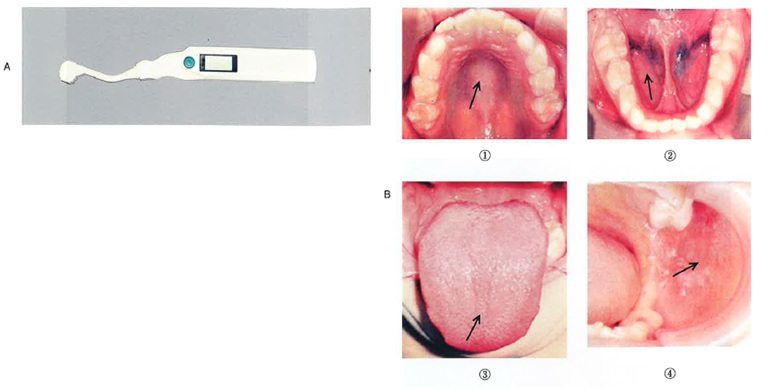 A
①
②
B
③
④